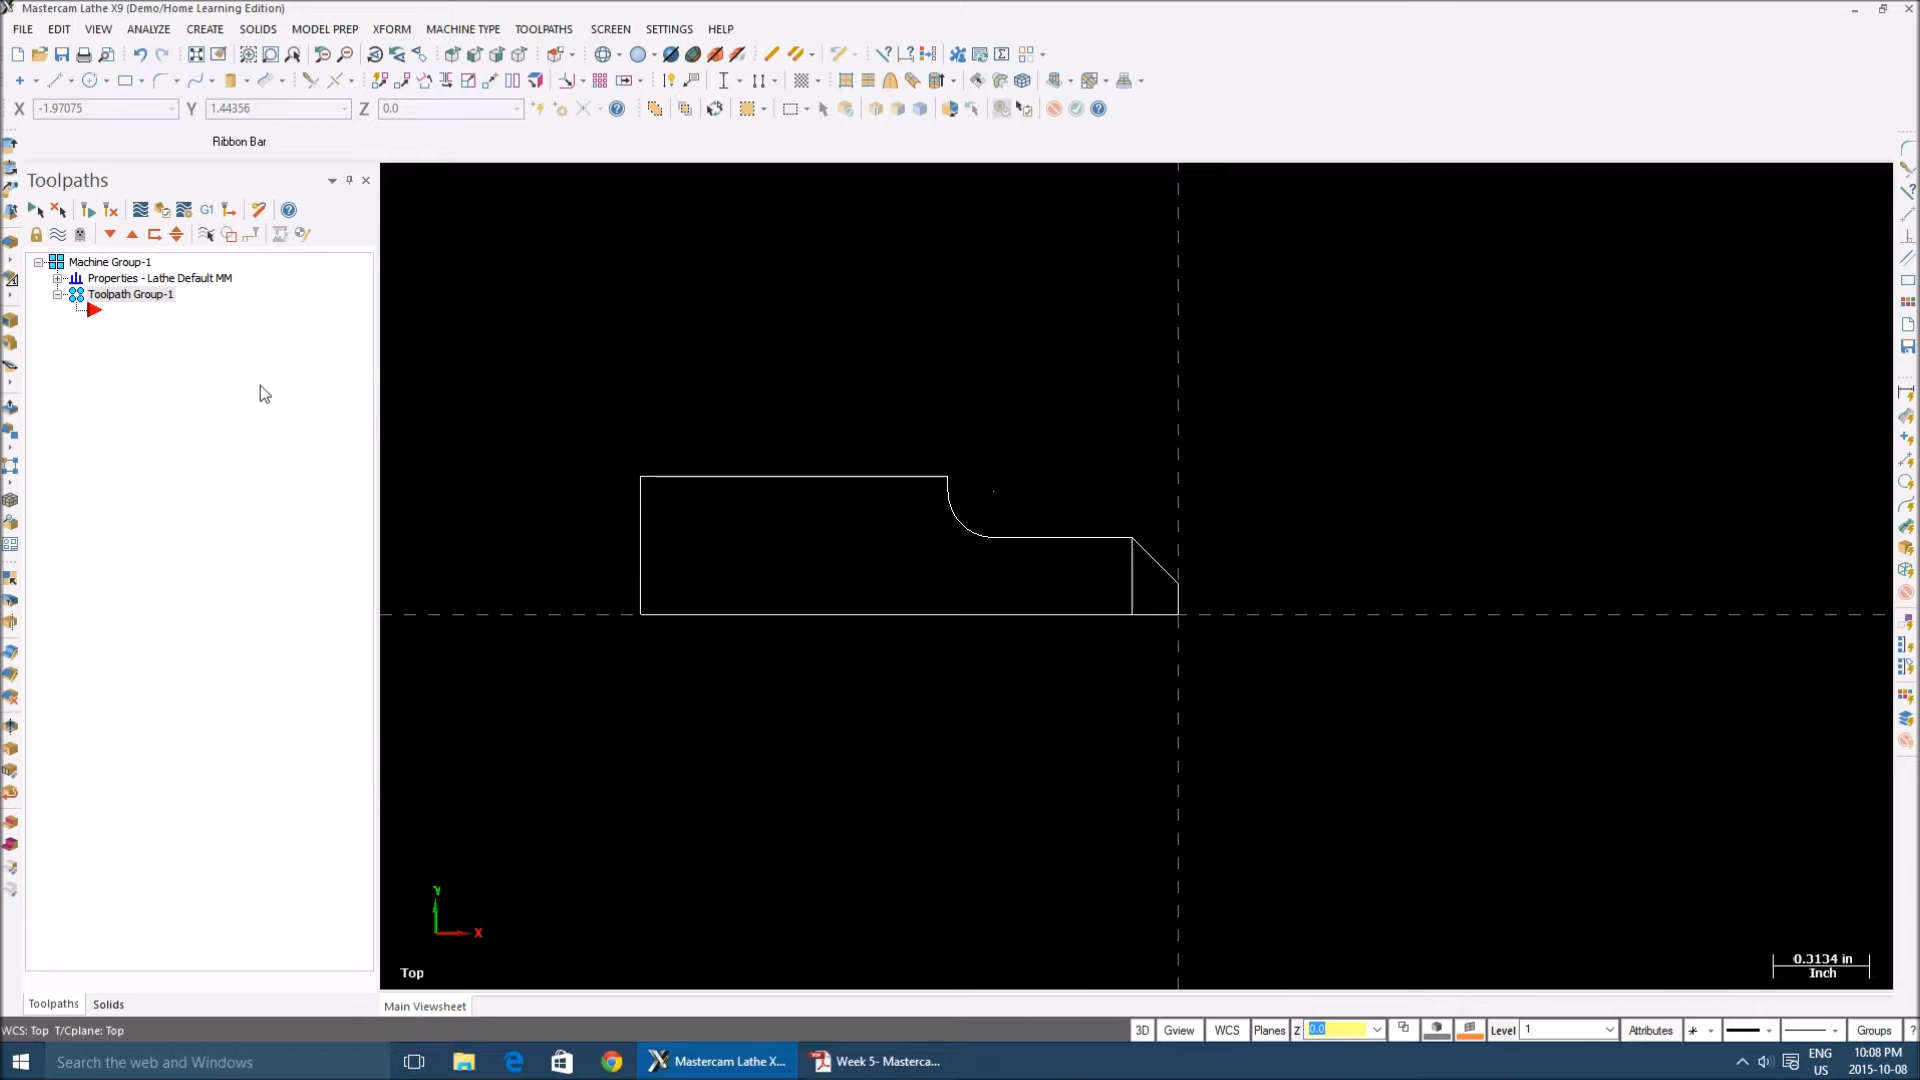 Mastercam Lathe X9 (Demo/Home Learning Edition)
FILE EDIT VIEW ANALYZE CREATE SOLIDS MODEL PREP XFORM MACHINE TYPE TOOLPATHS SCREEN SETTINGS HELP
X -1.97075 Y 1.44356 Z 0.0
Ribbon Bar
Toolpaths
G1
Machine Group-1
Properties - Lathe Default MM
Toolpath Group-1
Y
X
Top
0.3134 in
Inch
Toolpaths Solids
Main Viewsheet
WCS: Top T/Cplane: Top
3D Gview WCS Planes Z 0.0 Level 1 Attributes Groups ?
Search the web and Windows
Mastercam Lathe X...
Week 5- Masterca...
ENG
US
10:08 PM
2015-10-08